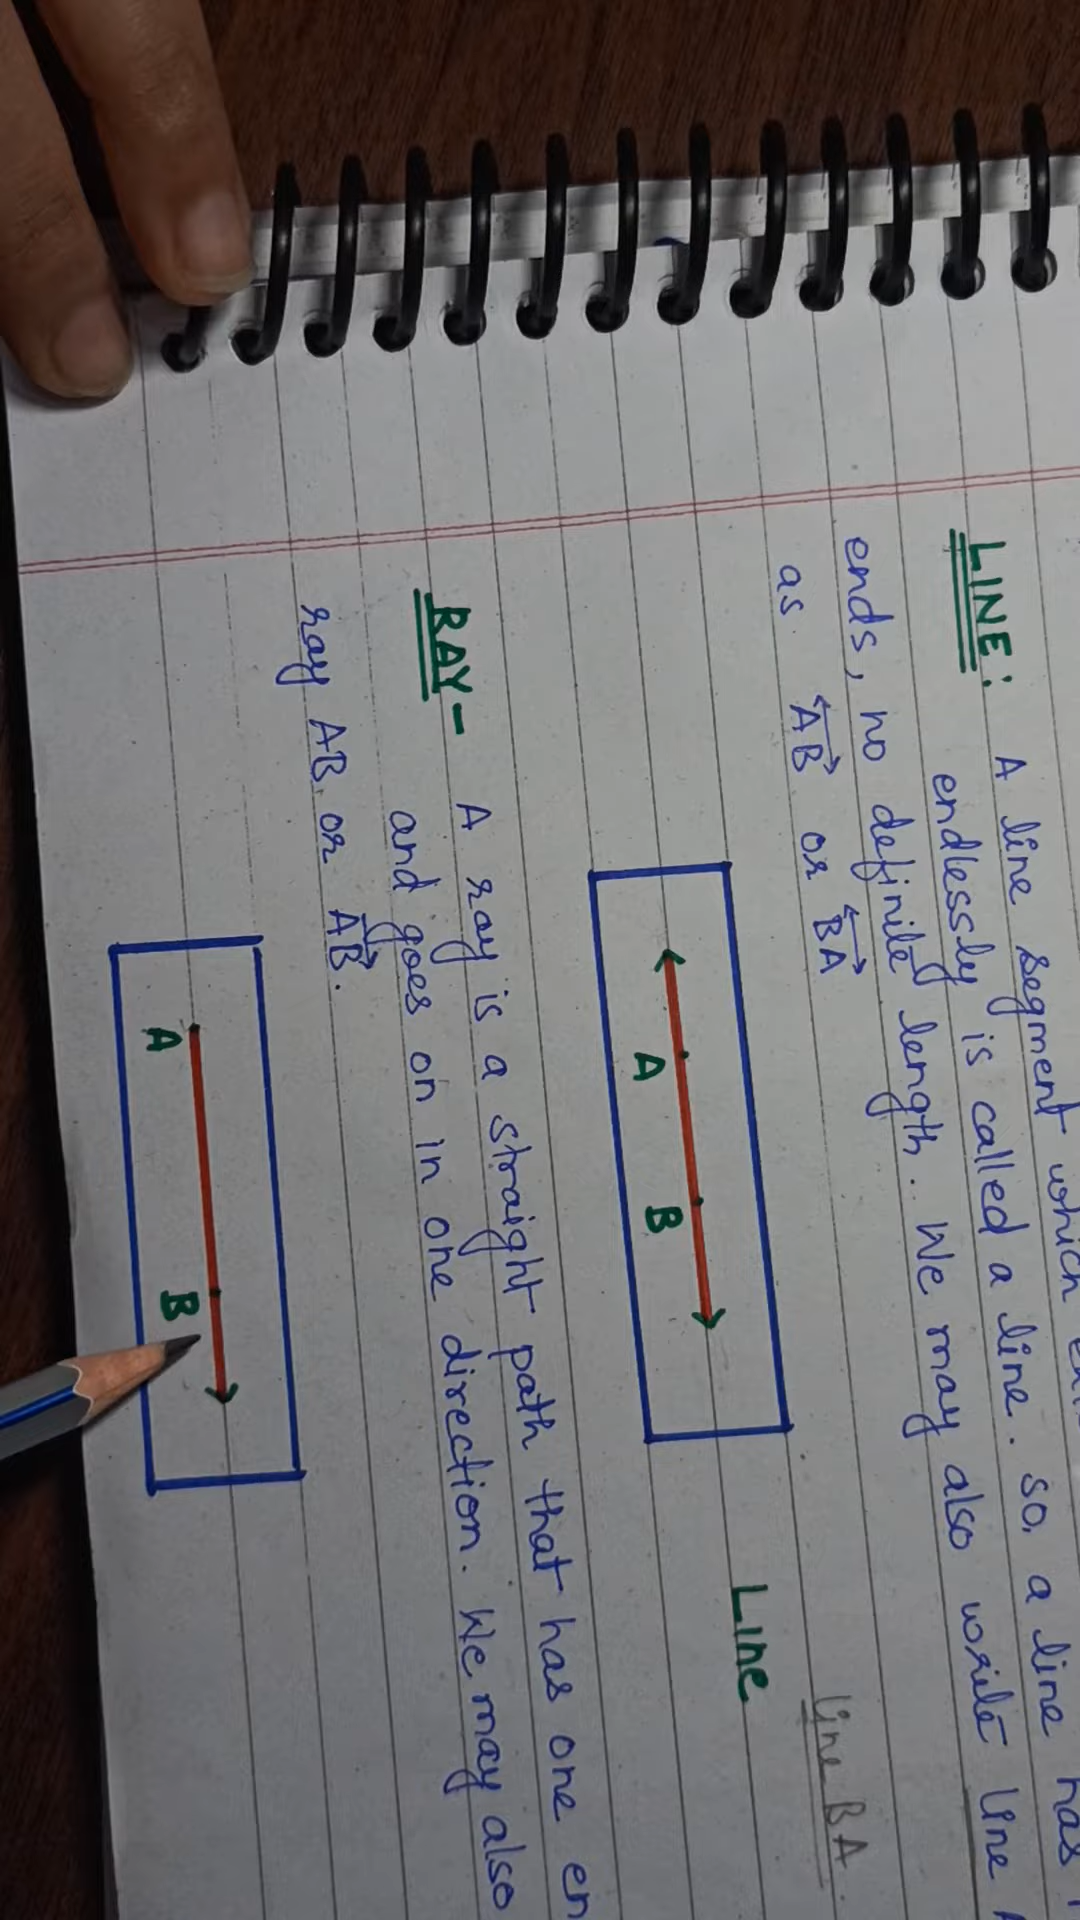 LINE: A line segment which
endlessly is called a line. so, a line has
ends, no definite length.. We may also write line
as. AB or BA line BA.
A B
Line
RAY- A ray is a straight path that has one en
and goes on in one direction. We may also
ray AB or AB.
A B